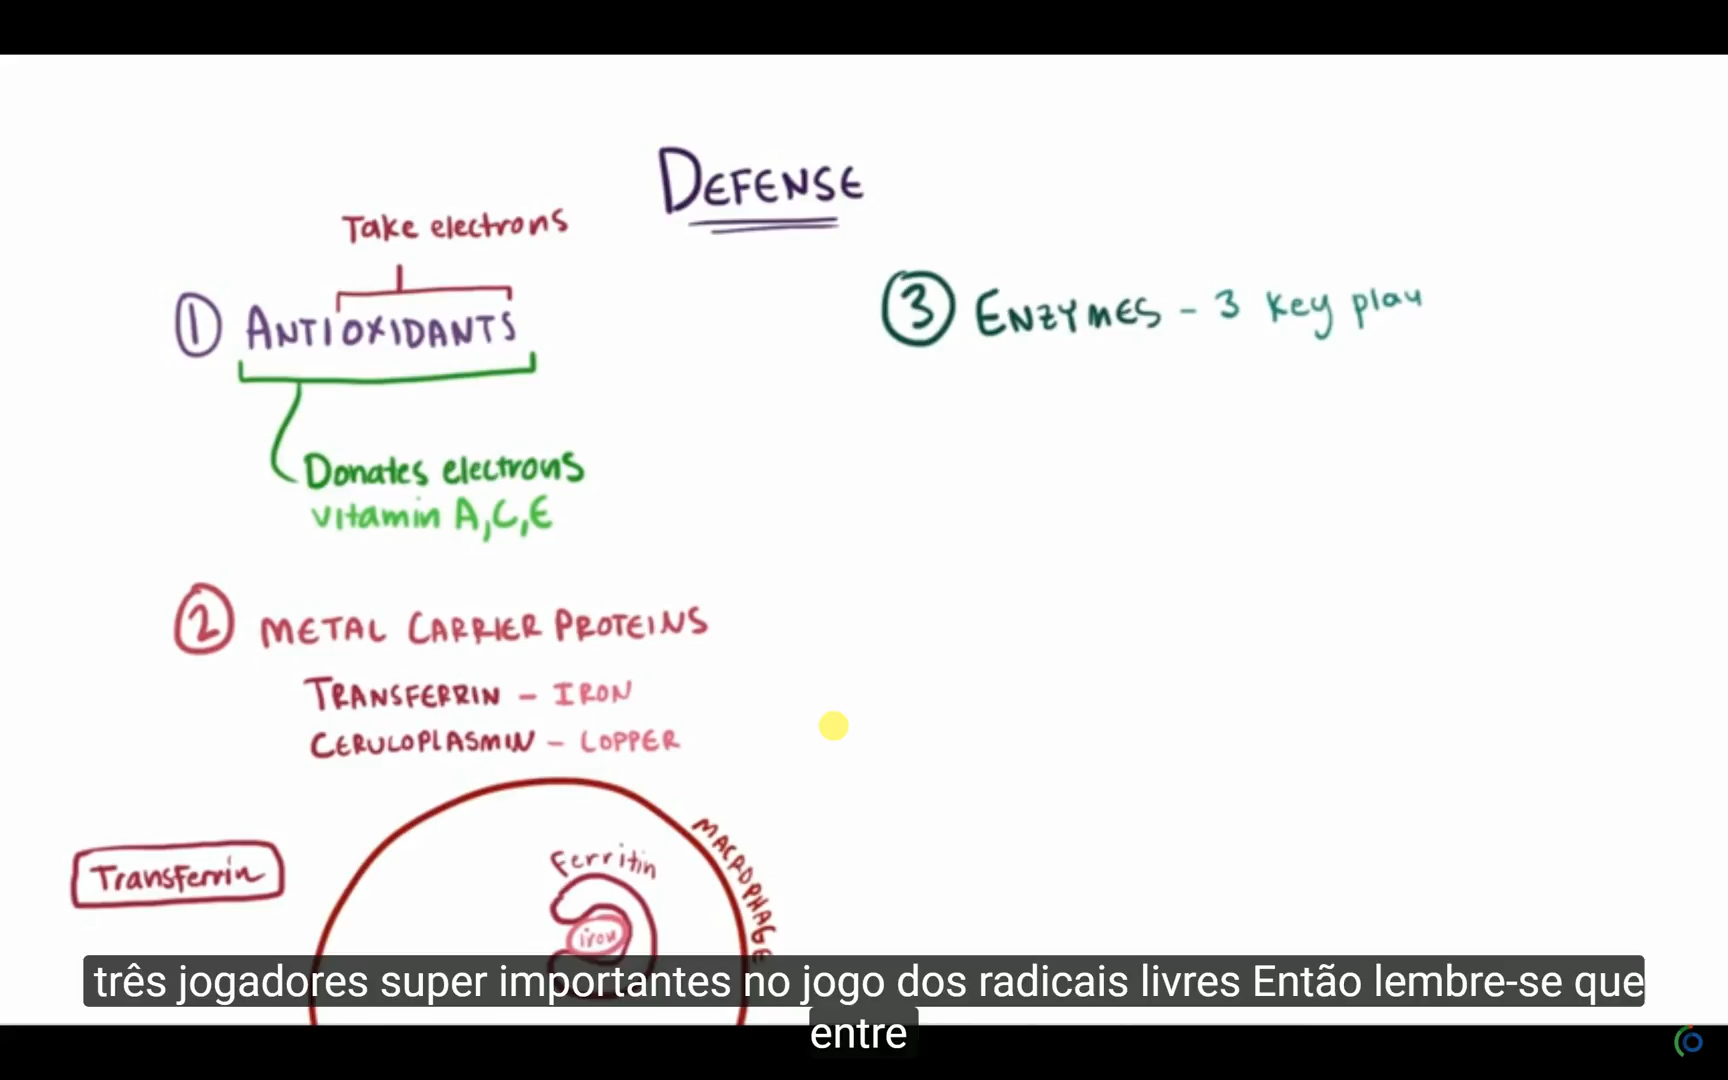 DEFENSE
Take electrons
1 ANTIOXIDANTS
Donates electrons
vitamin A,C,E
2 METAL CARRIER PROTEINS
TRANSFERRIN - IRON
CERULOPLASMIN - COPPER
Transferrin
Ferritin
iron
MACROPHAGE
3 ENZYMES - 3 key play
três jogadores super importantes no jogo dos radicais livres Então lembre-se que
entre